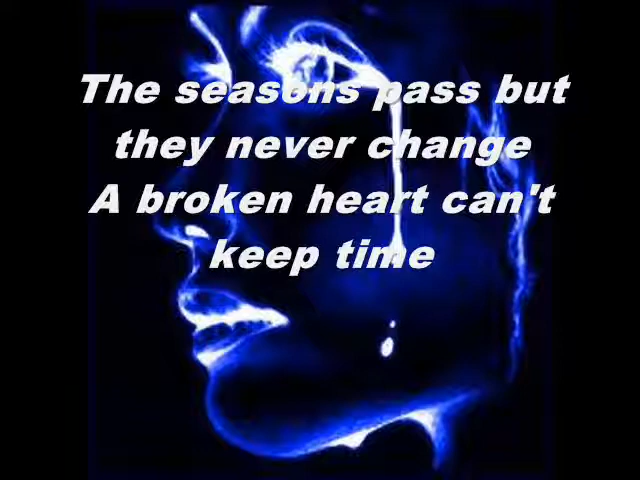 The seasons pass but
they never change
A broken heart can't
keep time